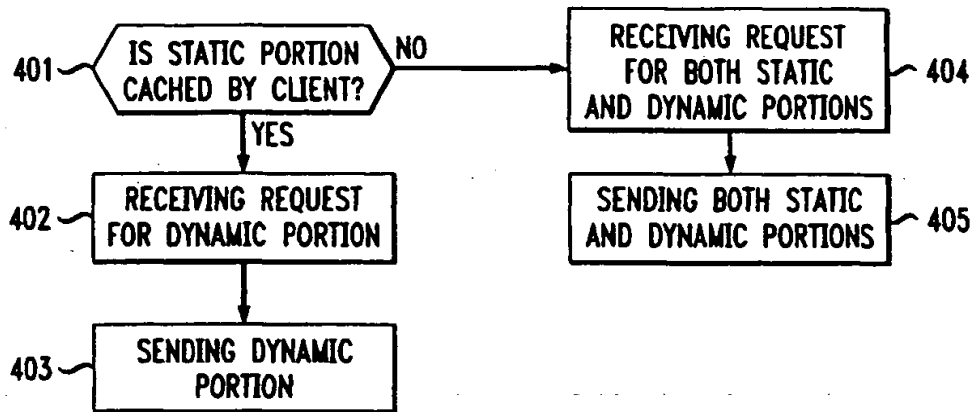 401
IS STATIC PORTION
CACHED BY CLIENT?
NO
YES
RECEIVING REQUEST
FOR BOTH STATIC
AND DYNAMIC PORTIONS
404
402
RECEIVING REQUEST
FOR DYNAMIC PORTION
SENDING BOTH STATIC
AND DYNAMIC PORTIONS
405
403
SENDING DYNAMIC
PORTION